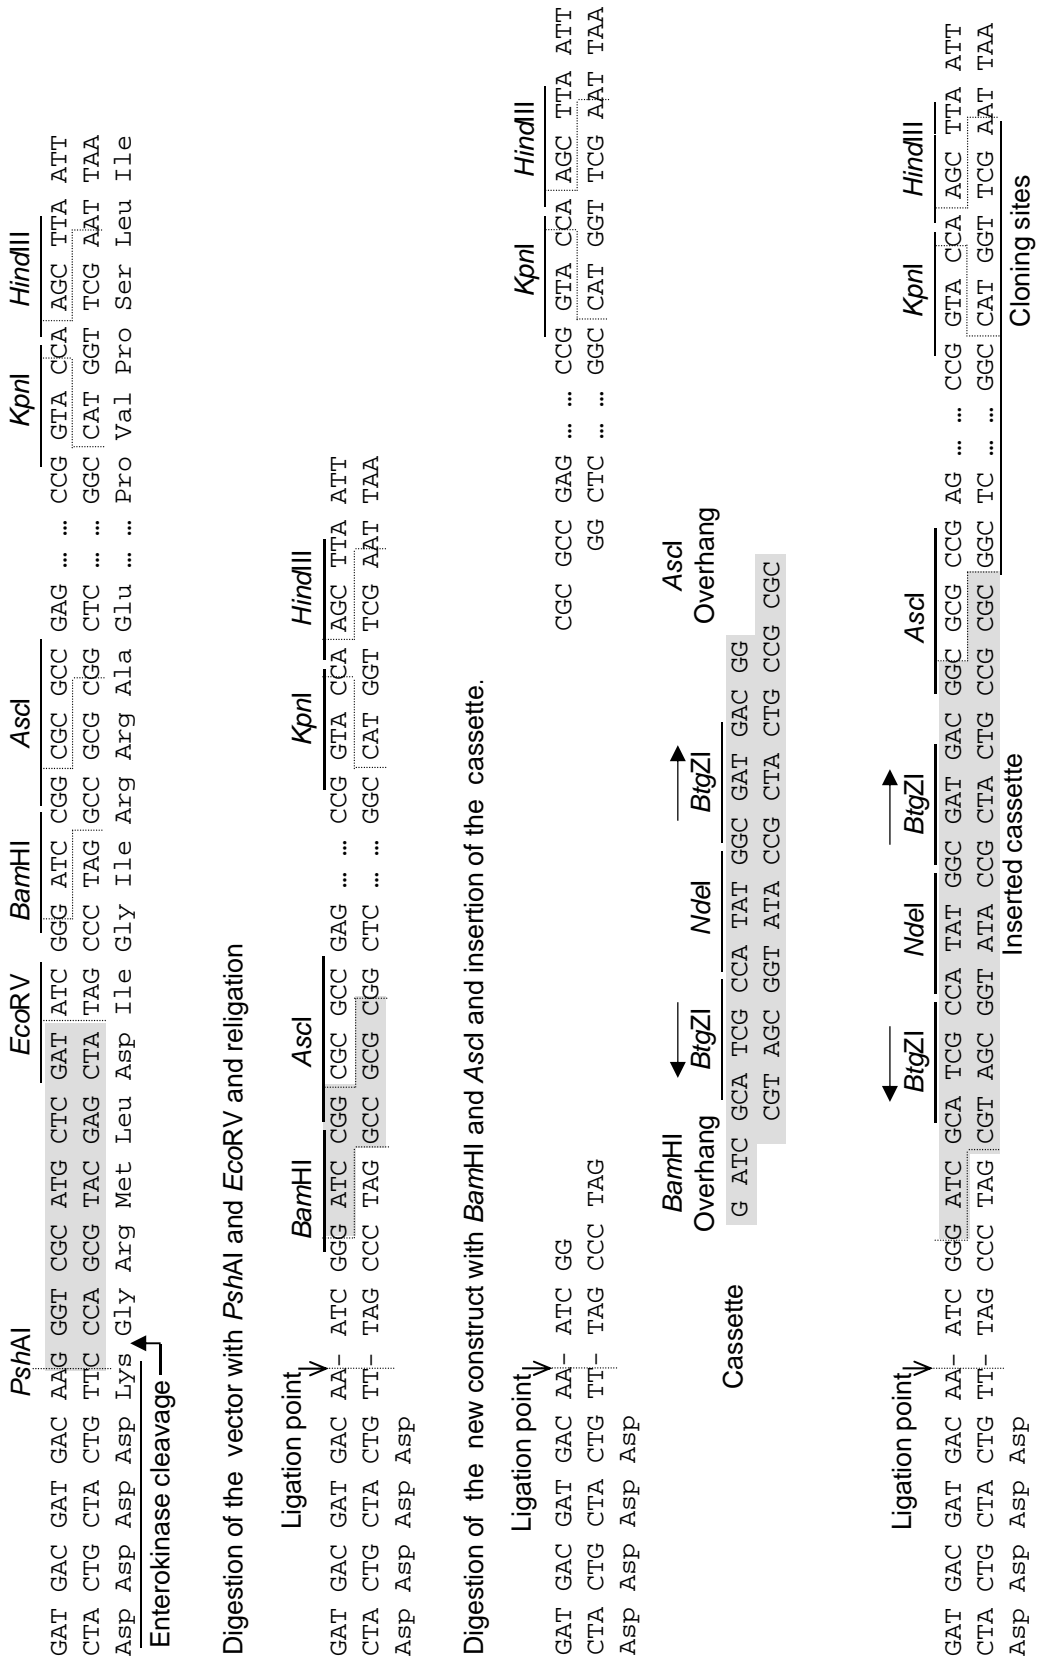 PshAI EcoRV BamHI AscI KpnI HindIII
GAT GAC GAT GAC AAG GGT CGC ATG CTC GAT ATC GGG ATC CGG CGC GCC GAG … … CCG GTA CCA AGC TTA ATT
CTA CTG CTA CTG TTC CCA GCG TAC GAG CTA TAG CCC TAG GCC GCG CGG CTC … … GGC CAT GGT TCG AAT TAA
Asp Asp Asp Asp Lys Gly Arg Met Leu Asp Ile Gly Ile Arg Arg Ala Glu … … Pro Val Pro Ser Leu Ile
Enterokinase cleavage
Digestion of the vector with PshAI and EcoRV and religation
Ligation point BamHI AscI KpnI HindIII
GAT GAC GAT GAC AA- ATC GGG ATC CGG CGC GCC GAG … … CCG GTA CCA AGC TTA ATT
CTA CTG CTA CTG TT- TAG CCC TAG GCC GCG CGG CTC … … GGC CAT GGT TCG AAT TAA
Asp Asp Asp Asp
Digestion of the new construct with BamHI and AscI and insertion of the cassette.
Ligation point KpnI HindIII
GAT GAC GAT GAC AA- ATC GG CGC GCC GAG … … CCG GTA CCA AGC TTA ATT
CTA CTG CTA CTG TT- TAG CCC TAG GG CTC … … GGC CAT GGT TCG AAT TAA
Asp Asp Asp Asp
BamHI Overhang BtgZI NdeI BtgZI AscI Overhang
Cassette
G ATC GCA TCG CCA TAT GGC GAT GAC GG
CGT AGC GGT ATA CCG CTA CTG CCG CGC
Ligation point BtgZI NdeI BtgZI AscI KpnI HindIII
GAT GAC GAT GAC AA- ATC GGG ATC GCA TCG CCA TAT GGC GAT GAC GGC GCG CCG AG … … CCG GTA CCA AGC TTA ATT
CTA CTG CTA CTG TT- TAG CCC TAG CGT AGC GGT ATA CCG CTA CTG CCG CGC GGC TC … … GGC CAT GGT TCG AAT TAA
Asp Asp Asp Asp
Inserted cassette
Cloning sites